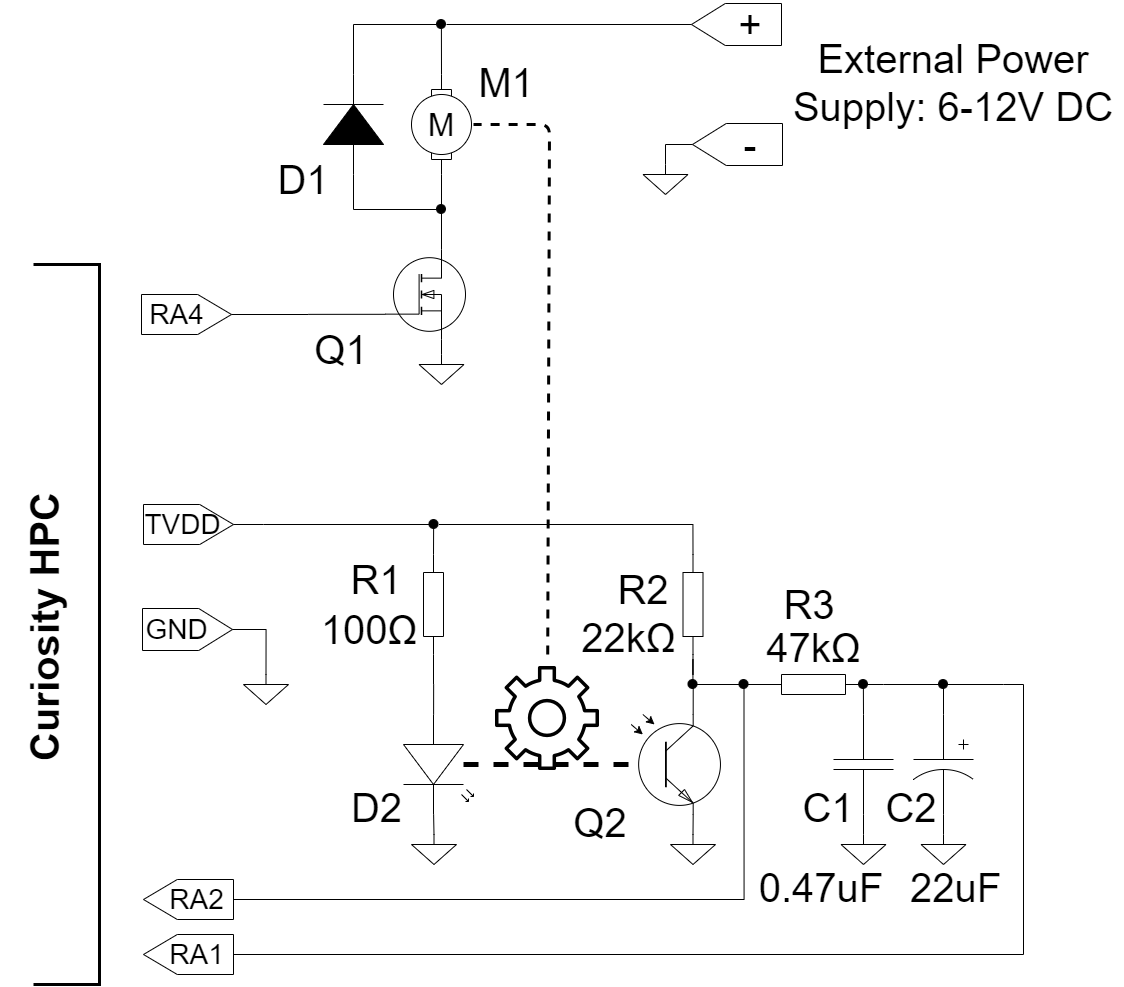 +
External Power
Supply: 6-12V DC
-
M1
M
D1
RA4
Q1
Curiosity HPC
TVDD
R1
100Ω
R2
22kΩ
R3
47kΩ
GND
D2
Q2
+
C1
C2
0.47uF
22uF
RA2
RA1